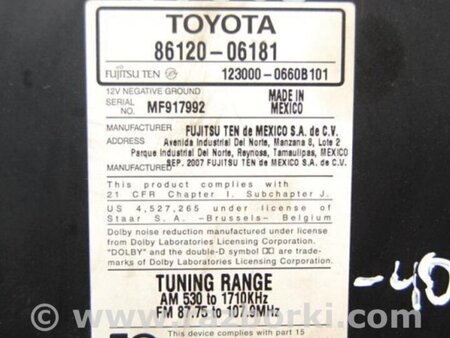 TOYOTA
86120-06181
FUJITSU TEN 123000-0660B101
12V NEGATIVE GROUND
SERIAL NO. MF917992 MADE IN MEXICO
MANUFACTURER FUJITSU TEN de MEXICO S.A. de C.V.
ADDRESS Avenida Industrial Del Norte, Manzana 8, Lote 2
Parque Industrial Del Norte, Reynosa, Tamaulipas, MEXICO
MANUFACTURED SEP. 2007 FUJITSU TEN de MEXICO S.A. de C.V.
This product complies with
21 CFR Chapter I. Subchapter J.
US 4,527,265 under license of
Staar S.A. -Brussels- Belgium
Dolby noise reduction manufactured under license
from Dolby Laboratories Licensing Corporation.
"DOLBY" and the double-D symbol are trade-
marks of Dolby Laboratories Licensing Corporation.
TUNING RANGE
AM 530 to 1710KHz
FM 87.75 to 107.9MHz
-40
© www.razborki.com
This device complies with part 15